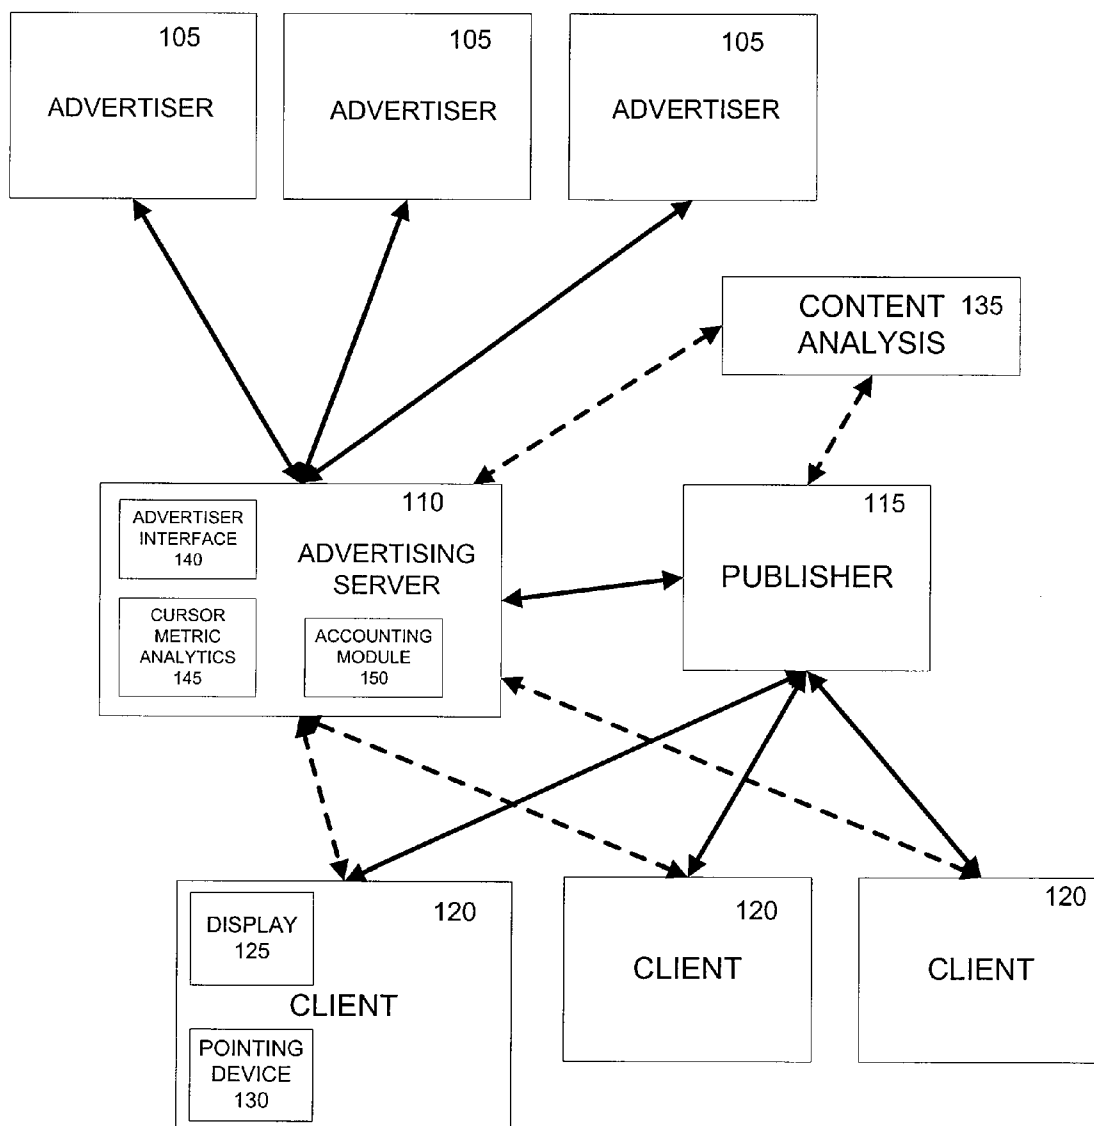 105
ADVERTISER
105
ADVERTISER
105
ADVERTISER
CONTENT 135
ANALYSIS
110
ADVERTISING
SERVER
ADVERTISER
INTERFACE
140
CURSOR
METRIC
ANALYTICS
145
ACCOUNTING
MODULE
150
115
PUBLISHER
120
DISPLAY
125
CLIENT
POINTING
DEVICE
130
120
CLIENT
120
CLIENT